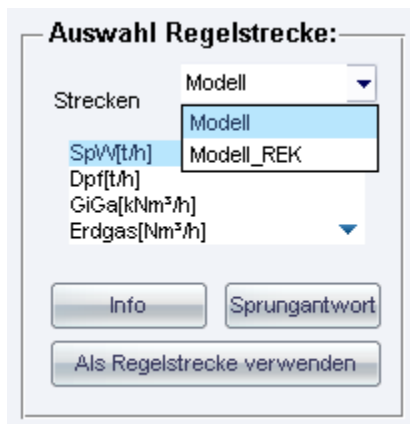 Auswahl Regelstrecke:
Strecken
Modell
Modell
Modell_REK
SpW[t/h]
Dpf[t/h]
GiGa[kNm³/h]
Erdgas[Nm³/h]
Info
Sprungantwort
Als Regelstrecke verwenden